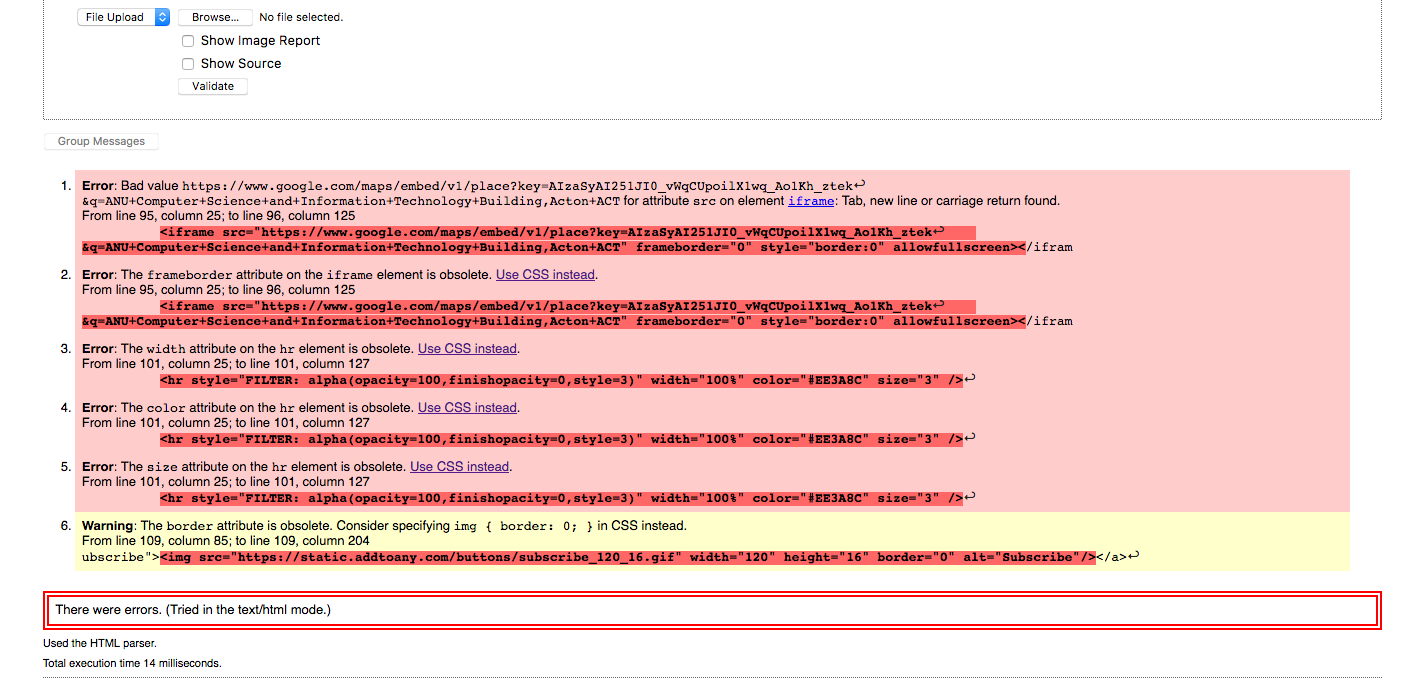 File Upload Browse... No file selected.
Show Image Report
Show Source
Validate
Group Messages
1. Error: Bad value https://www.google.com/maps/embed/v1/place?key=AIzaSyAI251JI0_vWqCUpoilX1wq_Ao1Kh_ztek↩
&q=ANU+Computer+Science+and+Information+Technology+Building,Acton+ACT for attribute src on element iframe: Tab, new line or carriage return found.
From line 95, column 25; to line 96, column 125
<iframe src="https://www.google.com/maps/embed/v1/place?key=AIzaSyAI251JI0_vWqCUpoilX1wq_Ao1Kh_ztek↩
&q=ANU+Computer+Science+and+Information+Technology+Building,Acton+ACT" frameborder="0" style="border:0" allowfullscreen></ifram
2. Error: The frameborder attribute on the iframe element is obsolete. Use CSS instead.
From line 95, column 25; to line 96, column 125
<iframe src="https://www.google.com/maps/embed/v1/place?key=AIzaSyAI251JI0_vWqCUpoilX1wq_Ao1Kh_ztek↩
&q=ANU+Computer+Science+and+Information+Technology+Building,Acton+ACT" frameborder="0" style="border:0" allowfullscreen></ifram
3. Error: The width attribute on the hr element is obsolete. Use CSS instead.
From line 101, column 25; to line 101, column 127
<hr style="FILTER: alpha(opacity=100,finishopacity=0,style=3)" width="100%" color="#EE3A8C" size="3" />↩
4. Error: The color attribute on the hr element is obsolete. Use CSS instead.
From line 101, column 25; to line 101, column 127
<hr style="FILTER: alpha(opacity=100,finishopacity=0,style=3)" width="100%" color="#EE3A8C" size="3" />↩
5. Error: The size attribute on the hr element is obsolete. Use CSS instead.
From line 101, column 25; to line 101, column 127
<hr style="FILTER: alpha(opacity=100,finishopacity=0,style=3)" width="100%" color="#EE3A8C" size="3" />↩
6. Warning: The border attribute is obsolete. Consider specifying img { border: 0; } in CSS instead.
From line 109, column 85; to line 109, column 204
ubscribe"><img src="https://static.addtoany.com/buttons/subscribe_120_16.gif" width="120" height="16" border="0" alt="Subscribe"/></a>↩
There were errors. (Tried in the text/html mode.)
Used the HTML parser.
Total execution time 14 milliseconds.